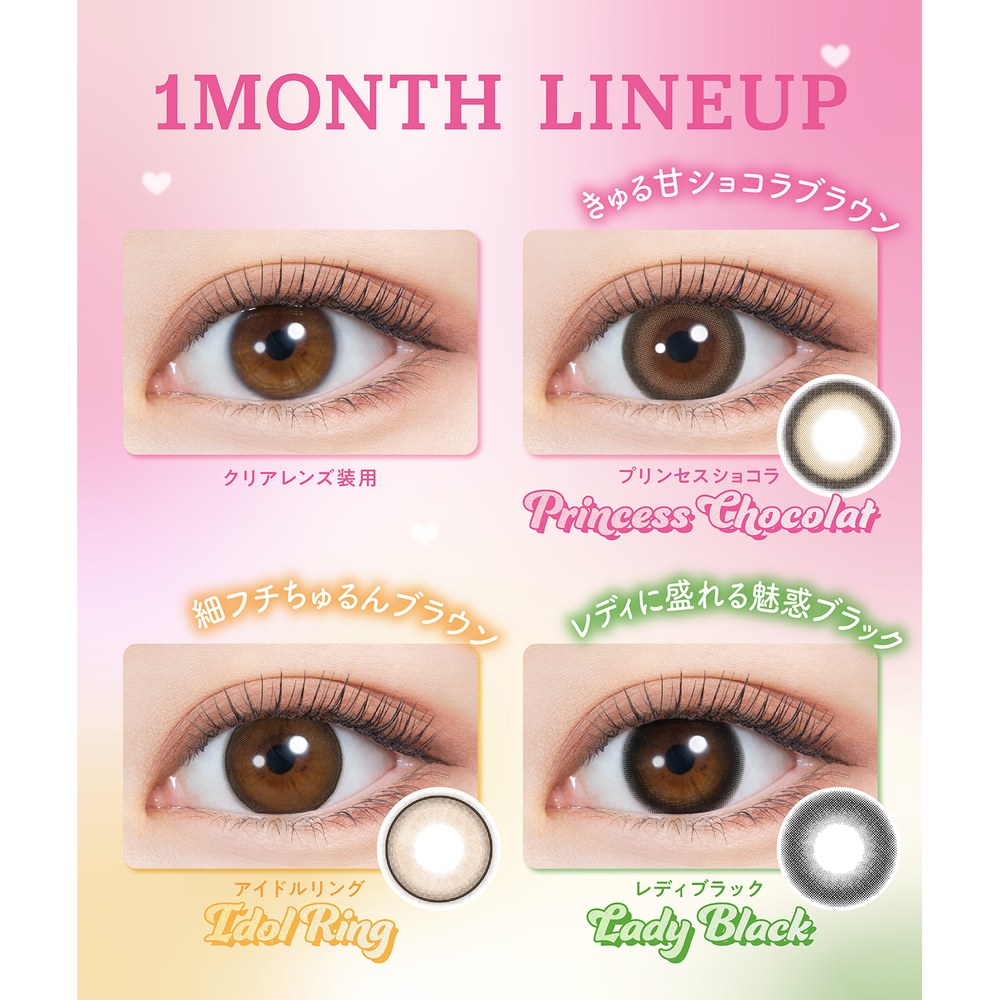 1MONTH LINEUP
クリアレンズ装用
きゅる甘ショコラブラウン
プリンセスショコラ
Princess Chocolat
細フチちゅるんブラウン
アイドルリング
Idol Ring
レディに盛れる魅惑ブラック
レディブラック
Lady Black